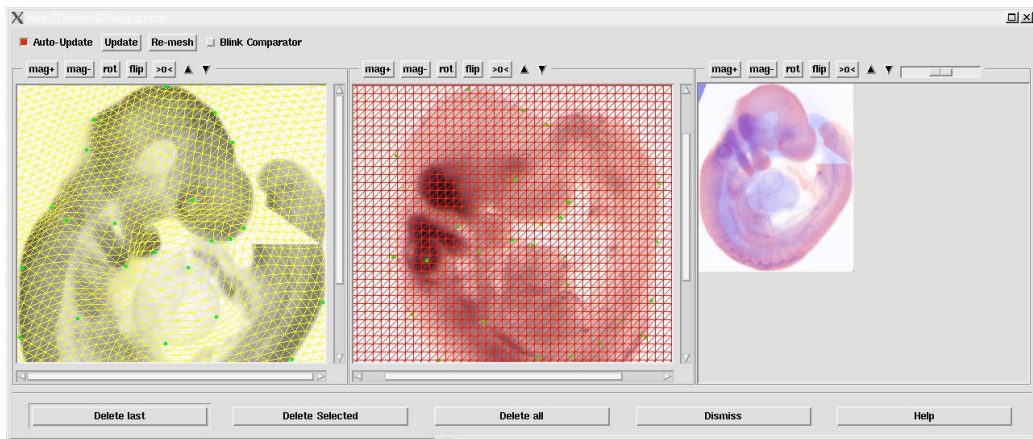 warp2DInteractDialog_popup
Auto-Update Update Re-mesh Blink Comparator
mag+ mag- rot flip >o< mag+ mag- rot flip >o< mag+ mag- rot flip >o<
Delete last Delete Selected Delete all Dismiss Help